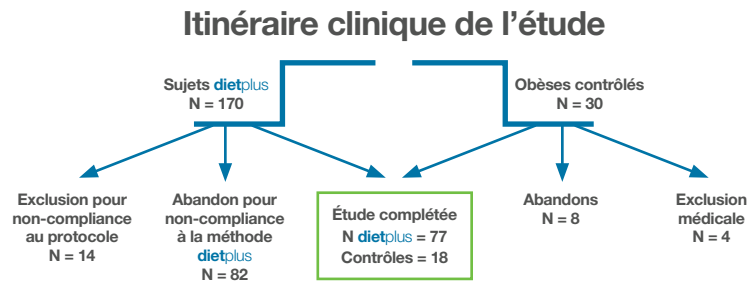 Itinéraire clinique de l’étude
Sujets dietplus
N = 170
Obèses contrôlés
N = 30
Exclusion pour
non-compliance
au protocole
N = 14
Abandon pour
non-compliance
à la méthode
dietplus
N = 82
Étude complétée
N dietplus = 77
Contrôles = 18
Abandons
N = 8
Exclusion
médicale
N = 4